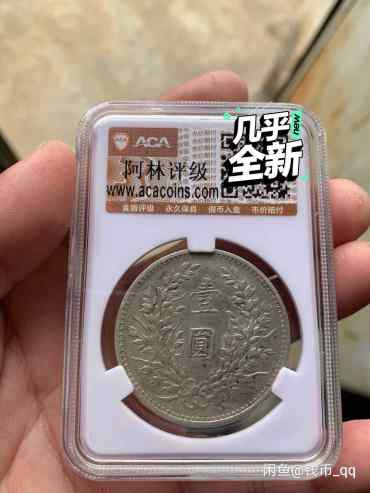 ACA
几乎
new
全新
阿林评级
www.acacoins.com
真假评级 永久保真 假币入盒 币价赔付
壹
圓
闲鱼@钱币_qq